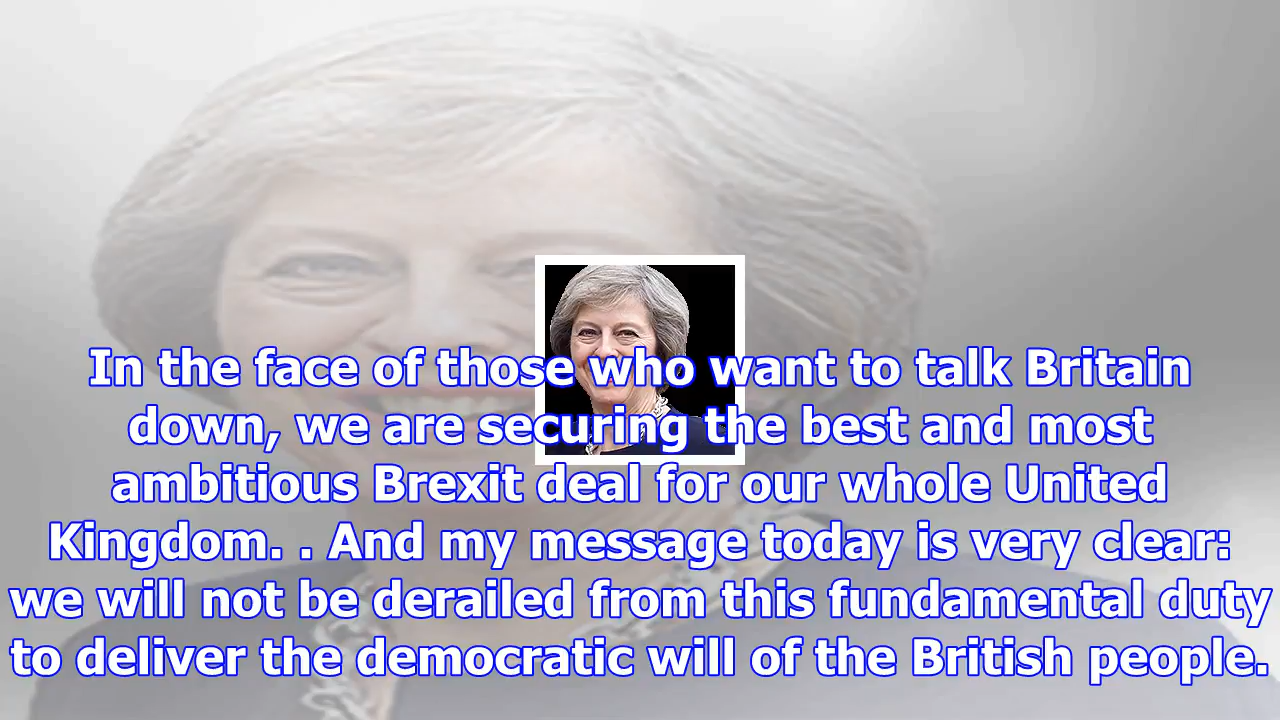 In the face of those who want to talk Britain
down, we are securing the best and most
ambitious Brexit deal for our whole United
Kingdom. . And my message today is very clear:
we will not be derailed from this fundamental duty
to deliver the democratic will of the British people.